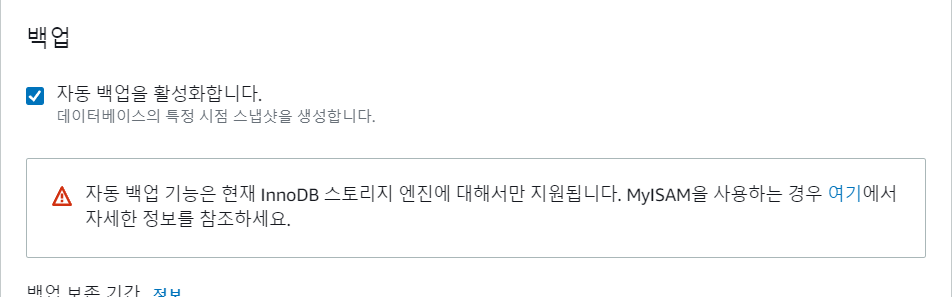 백업
자동 백업을 활성화합니다.
데이터베이스의 특정 시점 스냅샷을 생성합니다.
자동 백업 기능은 현재 InnoDB 스토리지 엔진에 대해서만 지원됩니다. MyISAM을 사용하는 경우 여기에서
자세한 정보를 참조하세요.
백업 보존 기간 정보